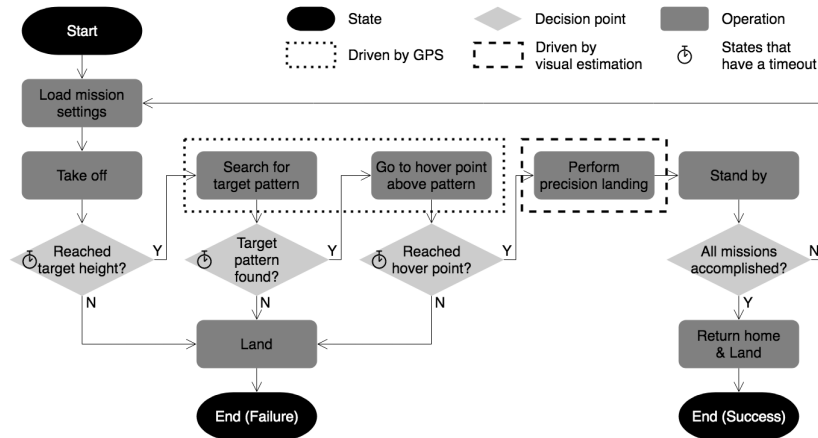 Start
State
Decision point
Operation
Driven by GPS
Driven by
visual estimation
States that
have a timeout
Load mission
settings
Take off
Search for
target pattern
Go to hover point
above pattern
Perform
precision landing
Stand by
Reached
target height?
Y
Target
pattern
found?
Y
Reached
hover point?
Y
All missions
accomplished?
N
N
N
N
Y
Land
Return home
& Land
End (Failure)
End (Success)